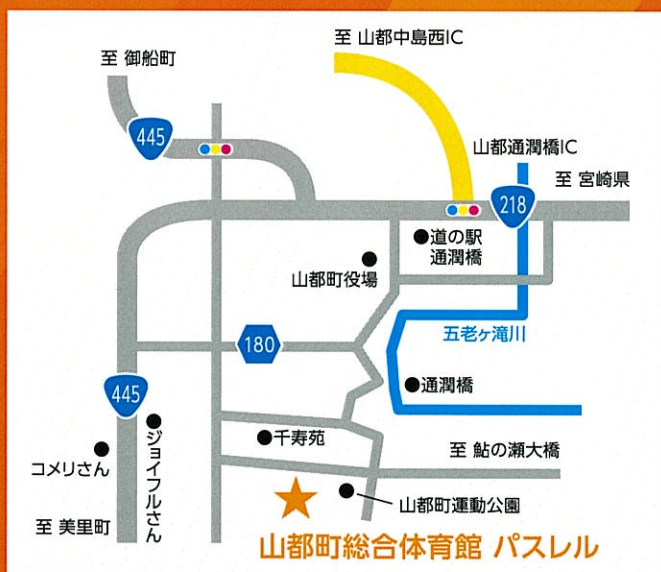 至 山都中島西IC
至 御船町
445
山都通潤橋IC
至 宮崎県
218
道の駅
通潤橋
山都町役場
五老ヶ滝川
180
通潤橋
445
千寿苑
ジョイフルさん
コメリさん
至 鮎の瀬大橋
山都町運動公園
至 美里町
山都町総合体育館 パスレル